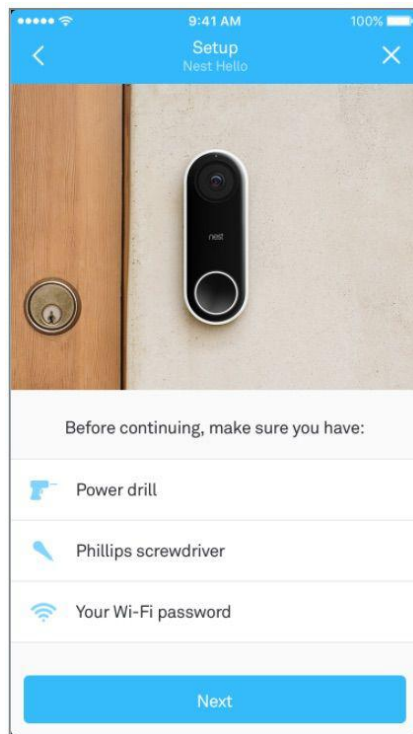 9:41 AM
100%
Setup
Nest Hello
nest
Before continuing, make sure you have:
Power drill
Phillips screwdriver
Your Wi-Fi password
Next